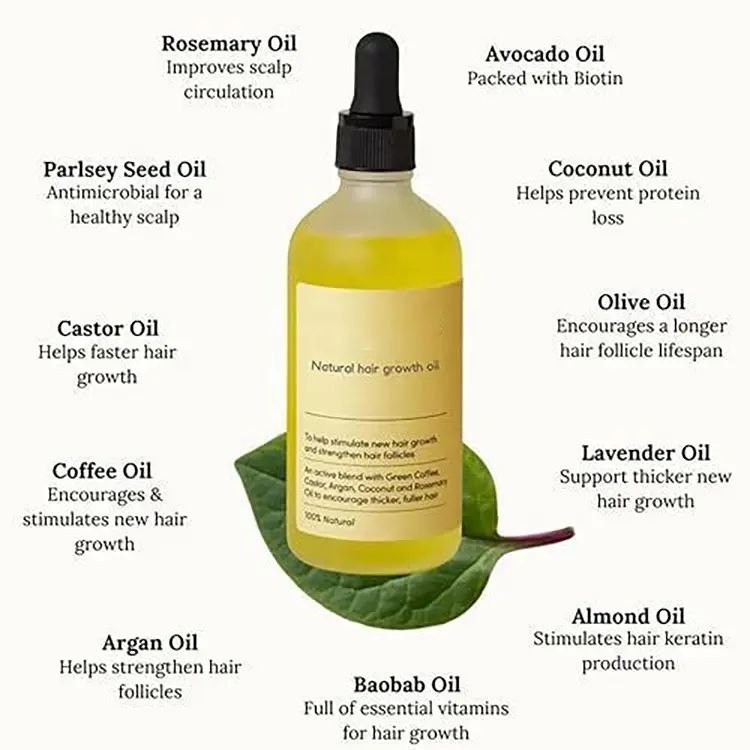 Rosemary Oil
Improves scalp
circulation
Avocado Oil
Packed with Biotin
Parlsey Seed Oil
Antimicrobial for a
healthy scalp
Coconut Oil
Helps prevent protein
loss
Castor Oil
Helps faster hair
growth
Olive Oil
Encourages a longer
hair follicle lifespan
Coffee Oil
Encourages &
stimulates new hair
growth
Lavender Oil
Support thicker new
hair growth
Argan Oil
Helps strengthen hair
follicles
Almond Oil
Stimulates hair keratin
production
Baobab Oil
Full of essential vitamins
for hair growth
Natural hair growth oil
To help stimulate new hair growth
and strengthen hair follicles
An active blend with Green Coffee,
Castor, Argan, Coconut and Rosemary
Oil to encourage thicker, fuller hair
100% Natural